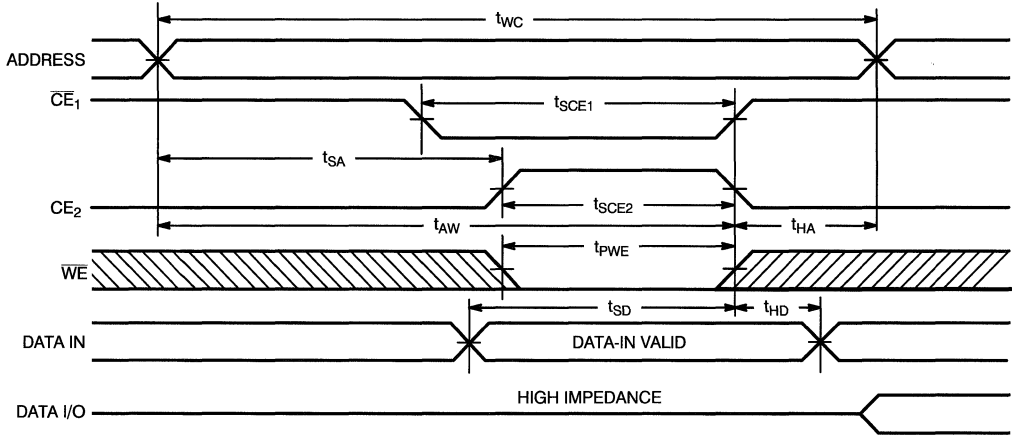 tWC
ADDRESS
CE1
tSCE1
tSA
CE2
tSCE2
tAW
tHA
tPWE
WE
tSD
tHD
DATA IN
DATA-IN VALID
HIGH IMPEDANCE
DATA I/O